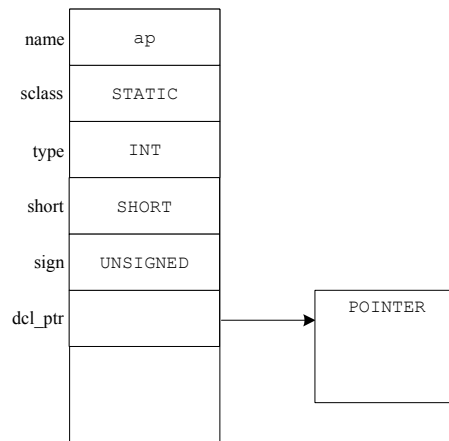 name ap
sclass STATIC
type INT
short SHORT
sign UNSIGNED
dcl_ptr
POINTER